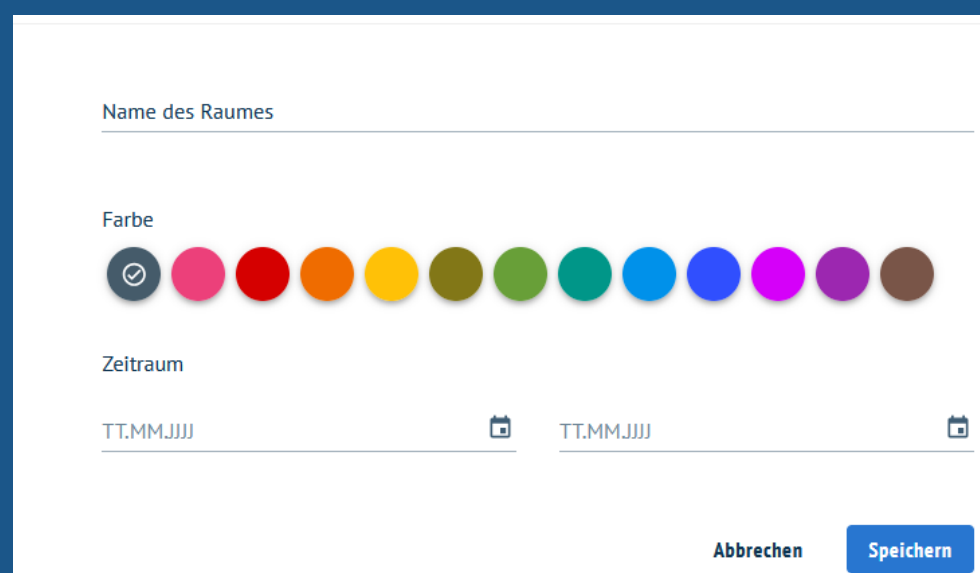 Name des Raumes
Farbe
Zeitraum
TT.MM.JJJJ TT.MM.JJJJ
Abbrechen Speichern